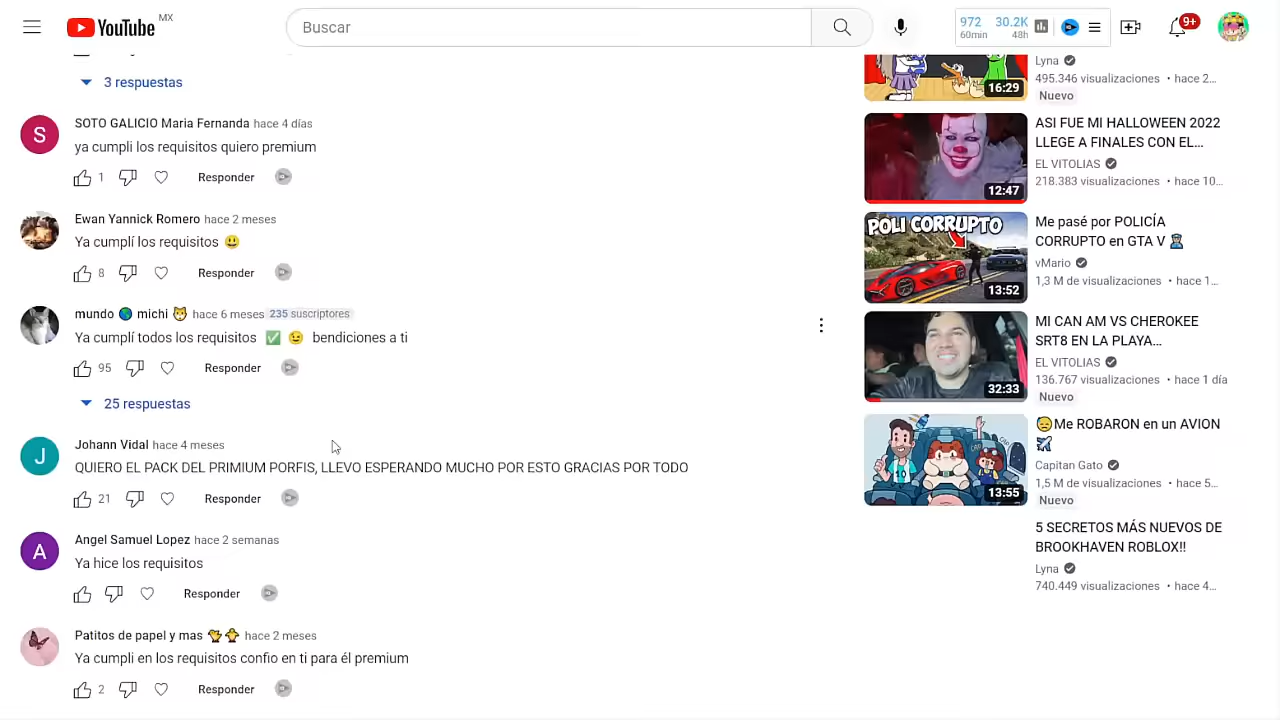 YouTube MX
Buscar
972 30.2K
60min 48h
9+
3 respuestas
S
SOTO GALICIO Maria Fernanda hace 4 días
ya cumpli los requisitos quiero premium
1 Responder
Ewan Yannick Romero hace 2 meses
Ya cumplí los requisitos 😃
8 Responder
mundo 🌎 michi 🐱 hace 6 meses 235 suscriptores
Ya cumplí todos los requisitos ✅ 😉 bendiciones a ti
95 Responder
25 respuestas
J
Johann Vidal hace 4 meses
QUIERO EL PACK DEL PRIMIUM PORFIS, LLEVO ESPERANDO MUCHO POR ESTO GRACIAS POR TODO
21 Responder
A
Angel Samuel Lopez hace 2 semanas
Ya hice los requisitos
Responder
Patitos de papel y mas 🐤🐥 hace 2 meses
Ya cumpli en los requisitos confio en ti para él premium
2 Responder
16:29
Lyna
495.346 visualizaciones • hace 2...
Nuevo
12:47
ASI FUE MI HALLOWEEN 2022
LLEGE A FINALES CON EL...
EL VITOLIAS
218.383 visualizaciones • hace 10...
POLI CORRUPTO
13:52
Me pasé por POLICÍA
CORRUPTO en GTA V 👮
vMario
1,3 M de visualizaciones • hace 1...
32:33
MI CAN AM VS CHEROKEE
SRT8 EN LA PLAYA...
EL VITOLIAS
136.767 visualizaciones • hace 1 día
Nuevo
13:55
😥Me ROBARON en un AVION
✈️
Capitan Gato
1,5 M de visualizaciones • hace 5...
Nuevo
5 SECRETOS MÁS NUEVOS DE
BROOKHAVEN ROBLOX!!
Lyna
740.449 visualizaciones • hace 4...